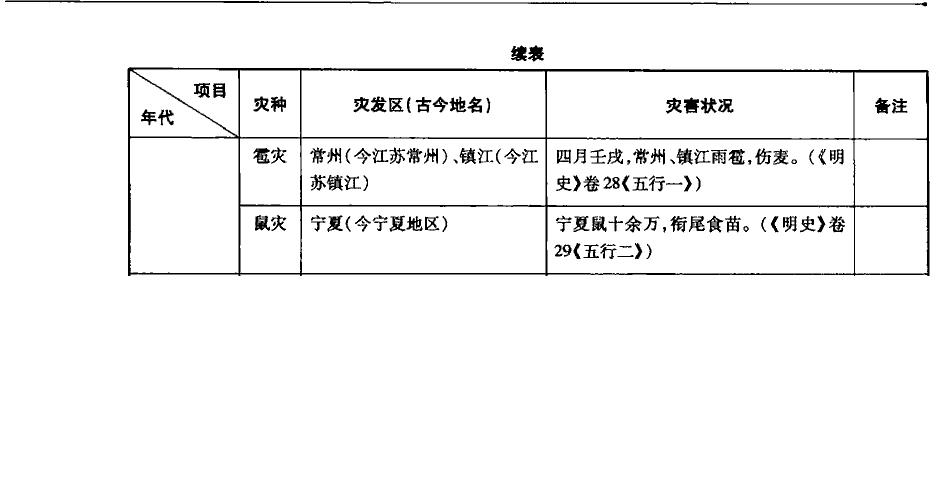 续表
项目
年代
灾种
灾发区(古今地名)
灾害状况
备注
雹灾
常州(今江苏常州)、镇江(今江
苏镇江)
四月壬戌,常州、镇江雨雹,伤麦。(《明
史》卷28《五行一》)
鼠灾
宁夏(今宁夏地区)
宁夏鼠十余万,衔尾食苗。(《明史》卷
29《五行二》)